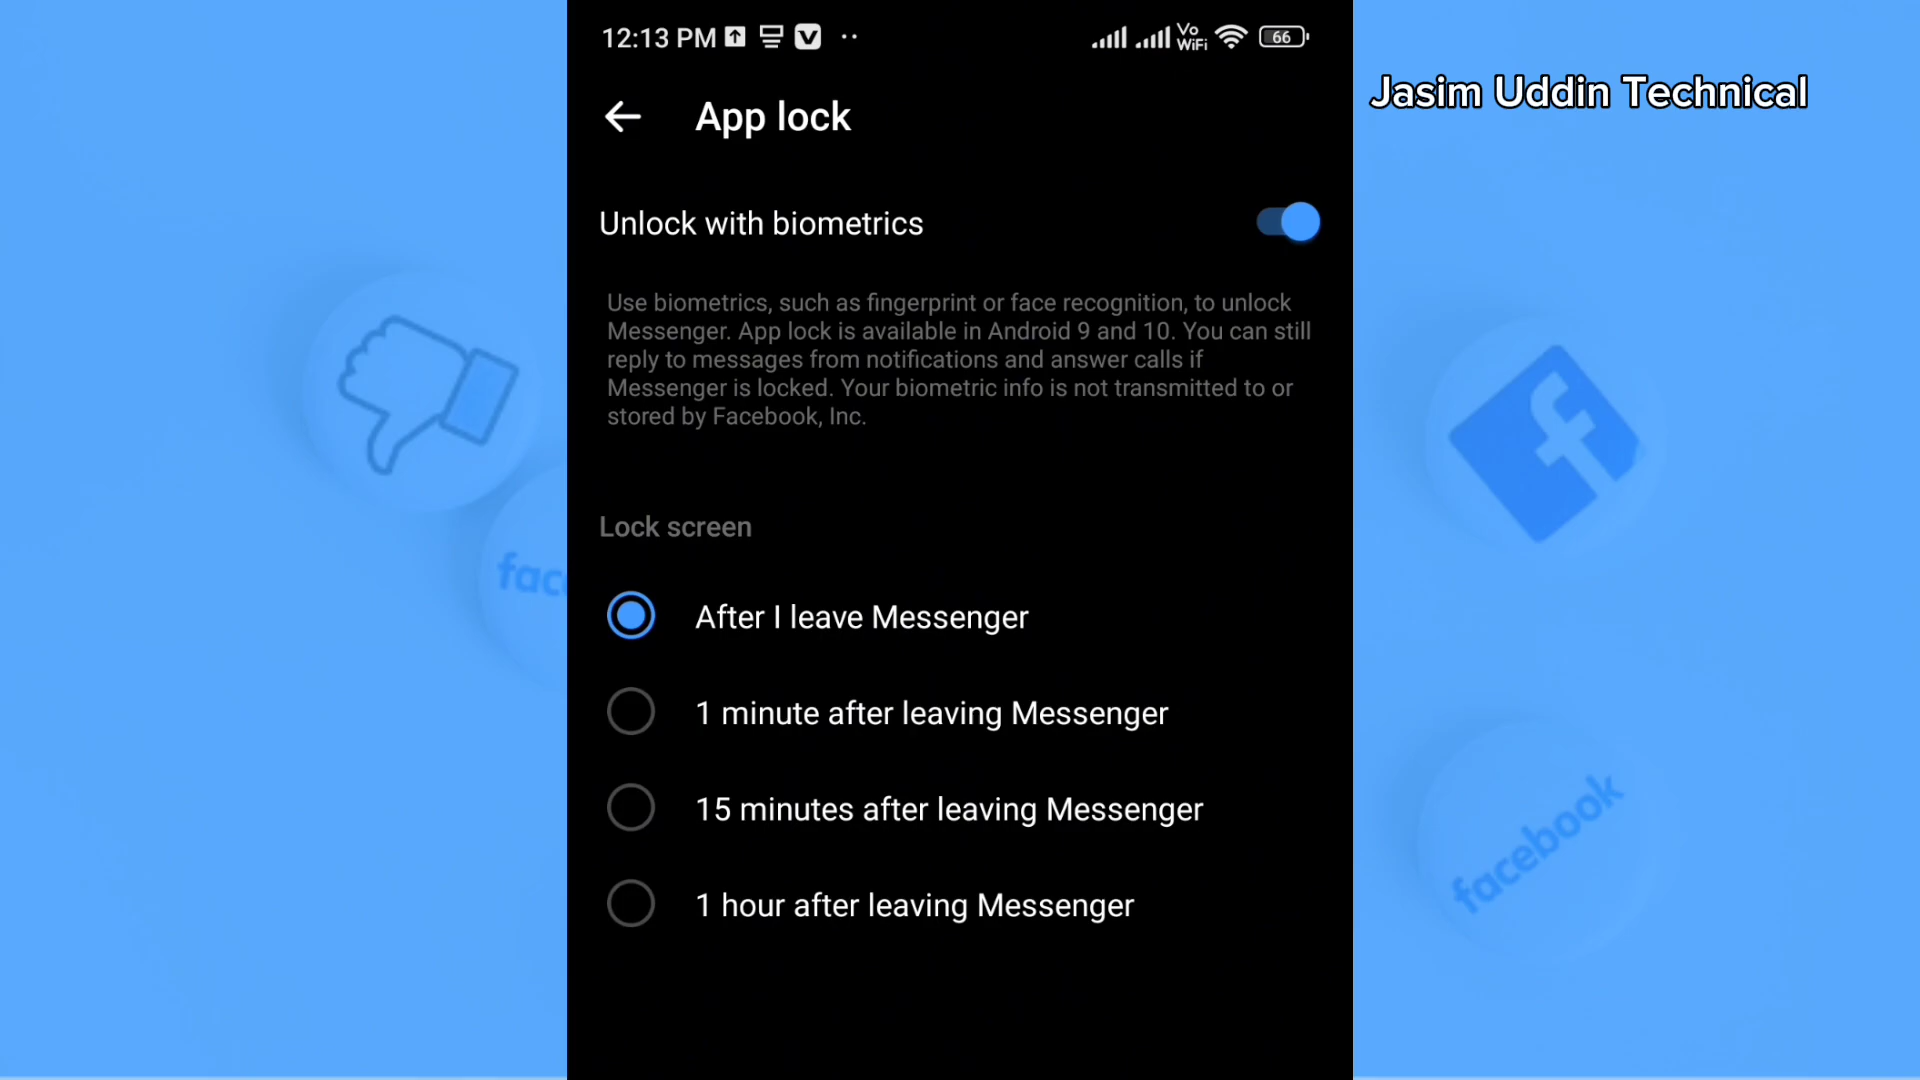 12:13 PM
Vo
WiFi
66
Jasim Uddin Technical
App lock
Unlock with biometrics
Use biometrics, such as fingerprint or face recognition, to unlock
Messenger. App lock is available in Android 9 and 10. You can still
reply to messages from notifications and answer calls if
Messenger is locked. Your biometric info is not transmitted to or
stored by Facebook, Inc.
Lock screen
After I leave Messenger
1 minute after leaving Messenger
15 minutes after leaving Messenger
1 hour after leaving Messenger
fac
facebook